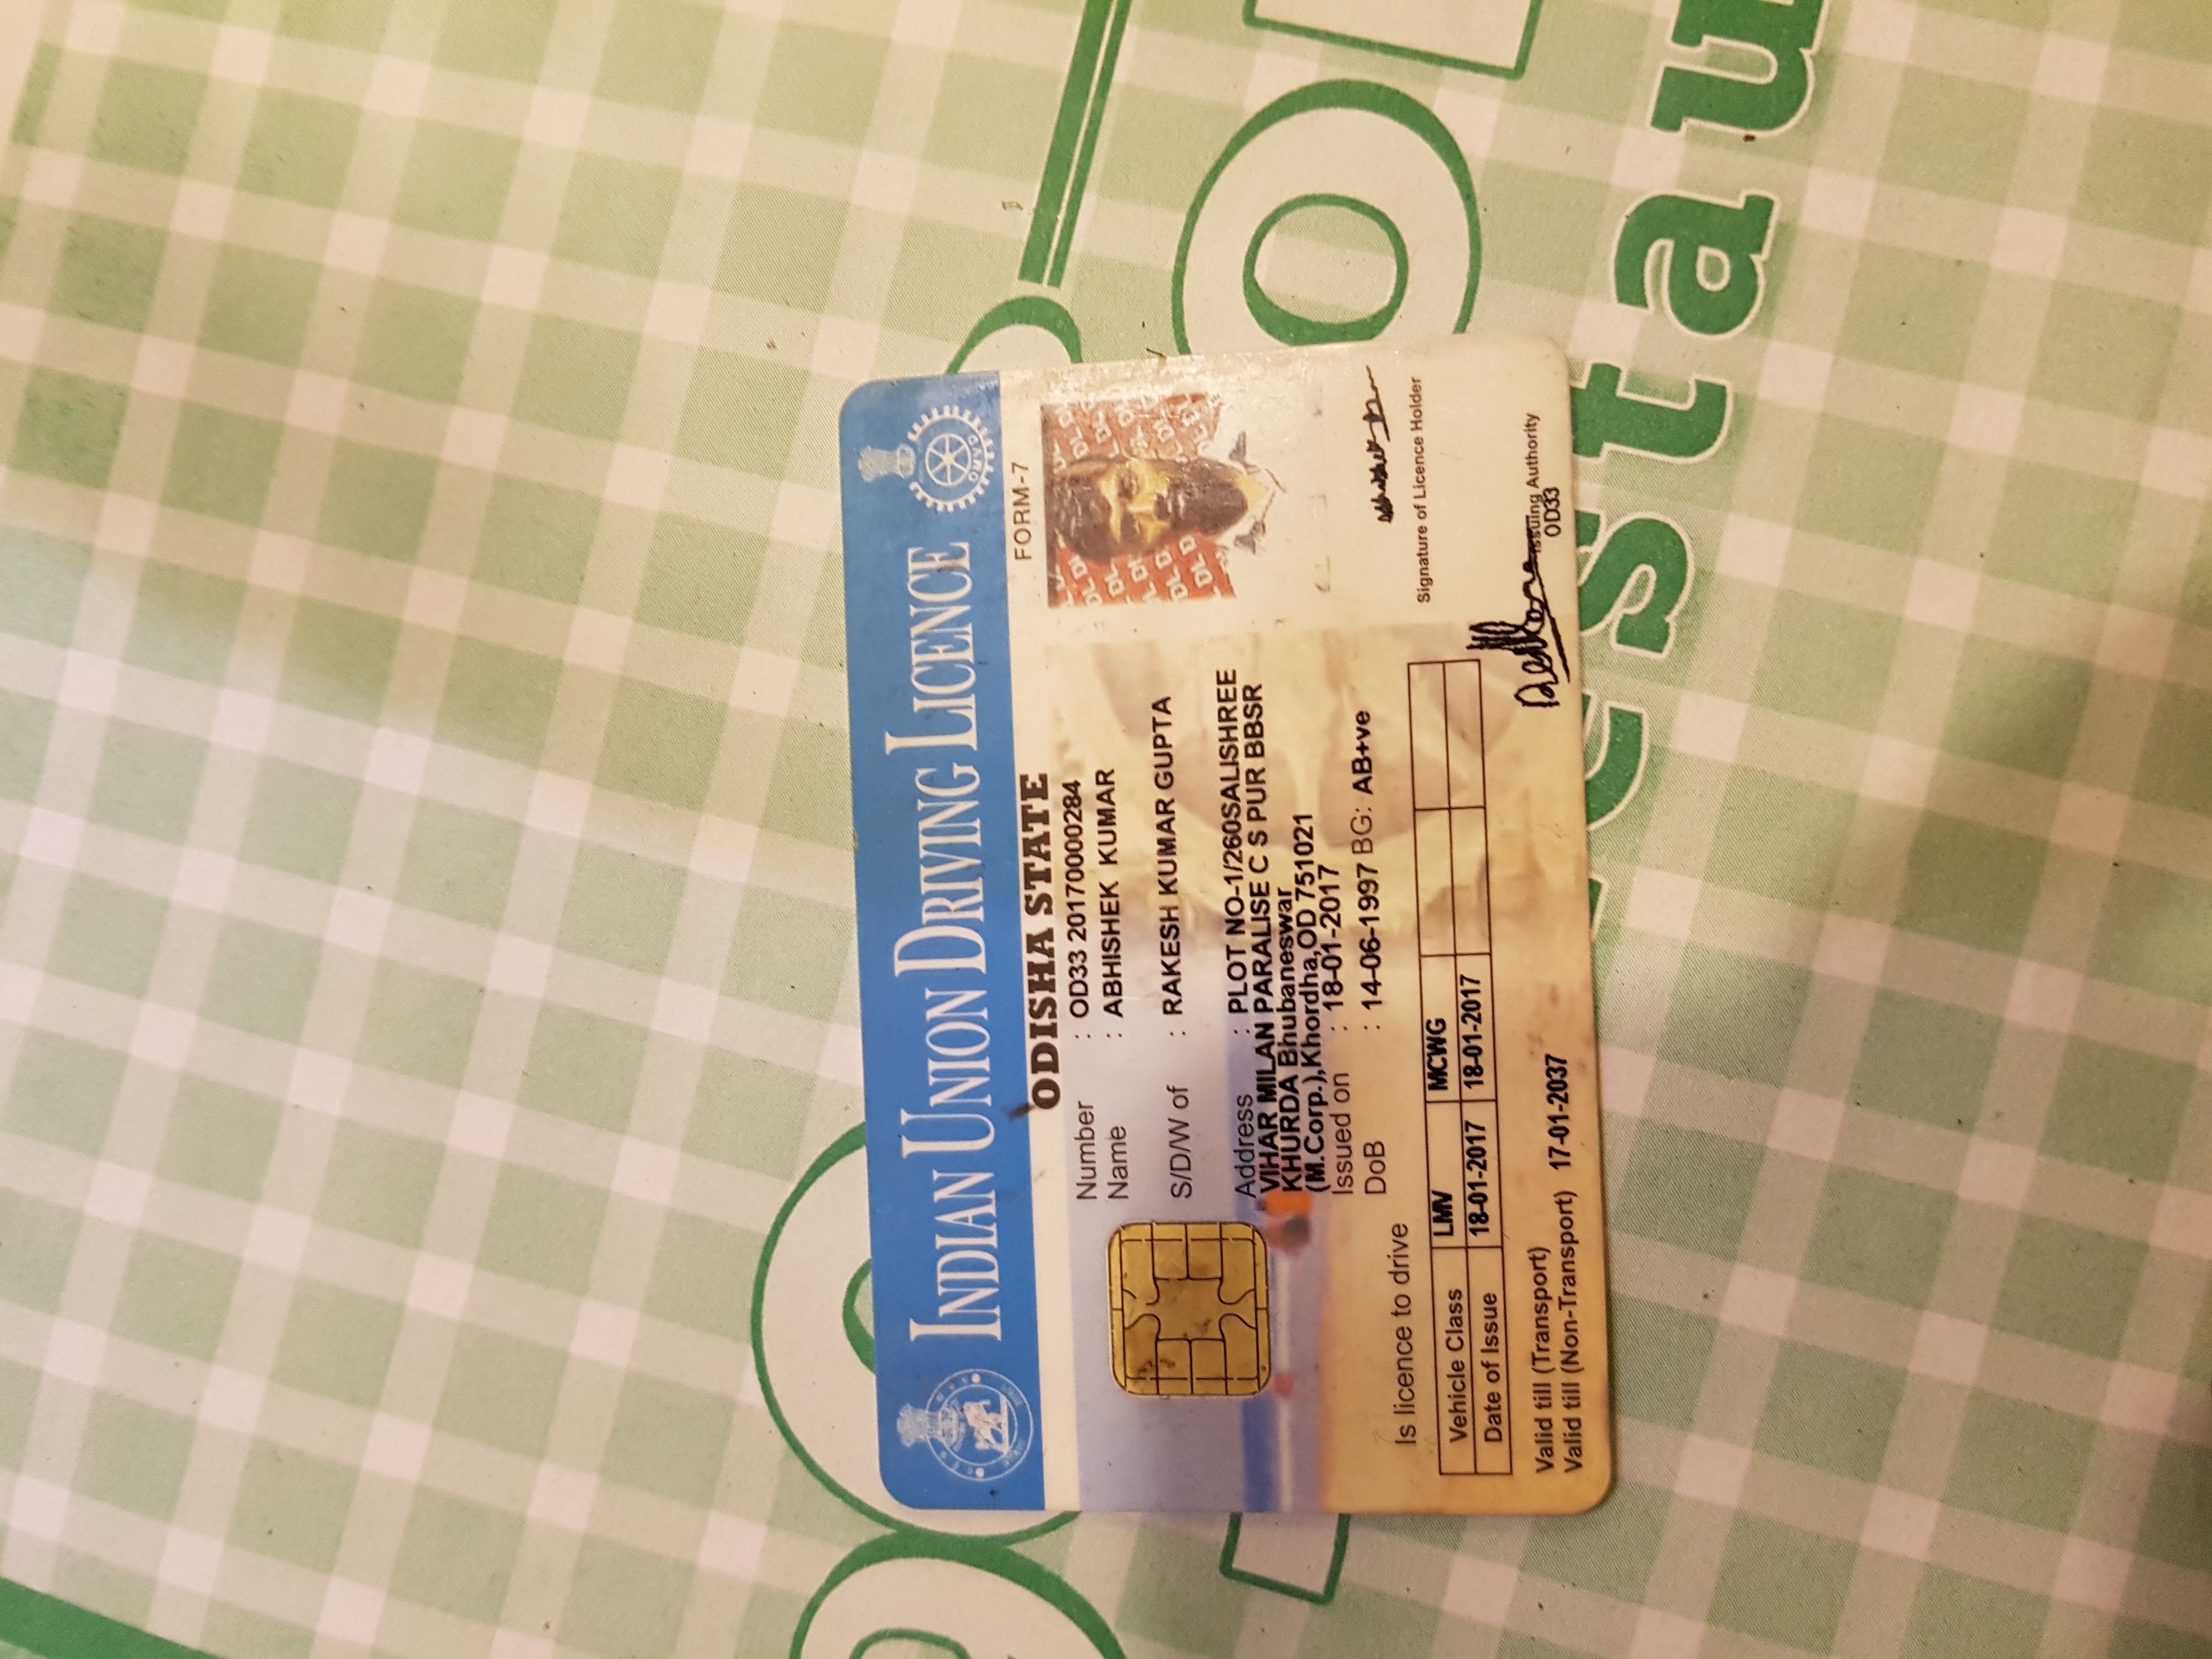 INDIAN UNION DRIVING LICENCE
OMVD
ODISHA STATE
FORM-7
Number : OD33 20170000284
Name : ABHISHEK KUMAR
S/D/W of : RAKESH KUMAR GUPTA
Address : PLOT NO-1/260SALISHREE
VIHAR MILAN PARALISE C S PUR BBSR
KHURDA Bhubaneswar
(M.Corp.),Khordha,OD 751021
Issued on : 18-01-2017
DoB : 14-06-1997 BG: AB+ve
Signature of Licence Holder
Is licence to drive
Vehicle Class LMV MCWG
Date of Issue 18-01-2017 18-01-2017
Valid till (Transport)
Valid till (Non-Transport) 17-01-2037
Issuing Authority
OD33
estau